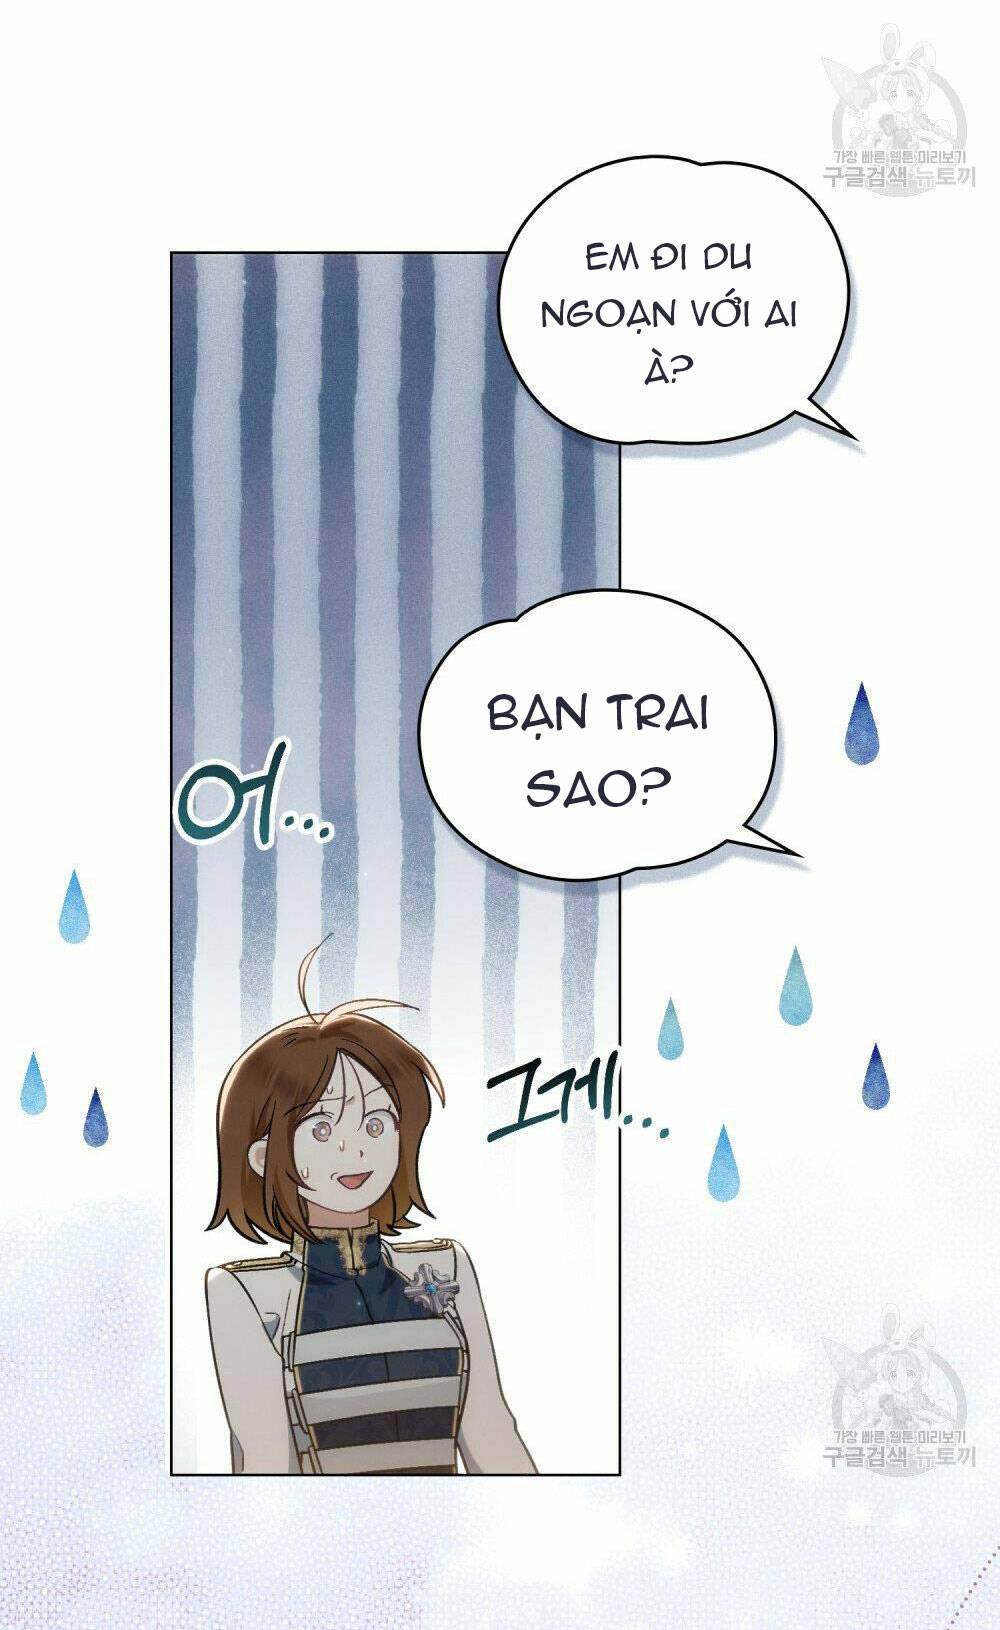 가장 빠른 웹툰 미리보기
구글검색 뉴토끼
EM ĐI DU
NGOẠN VỚI AI
À?
BẠN TRAI
SAO?
어...
그게...
가장 빠른 웹툰 미리보기
구글검색 뉴토끼